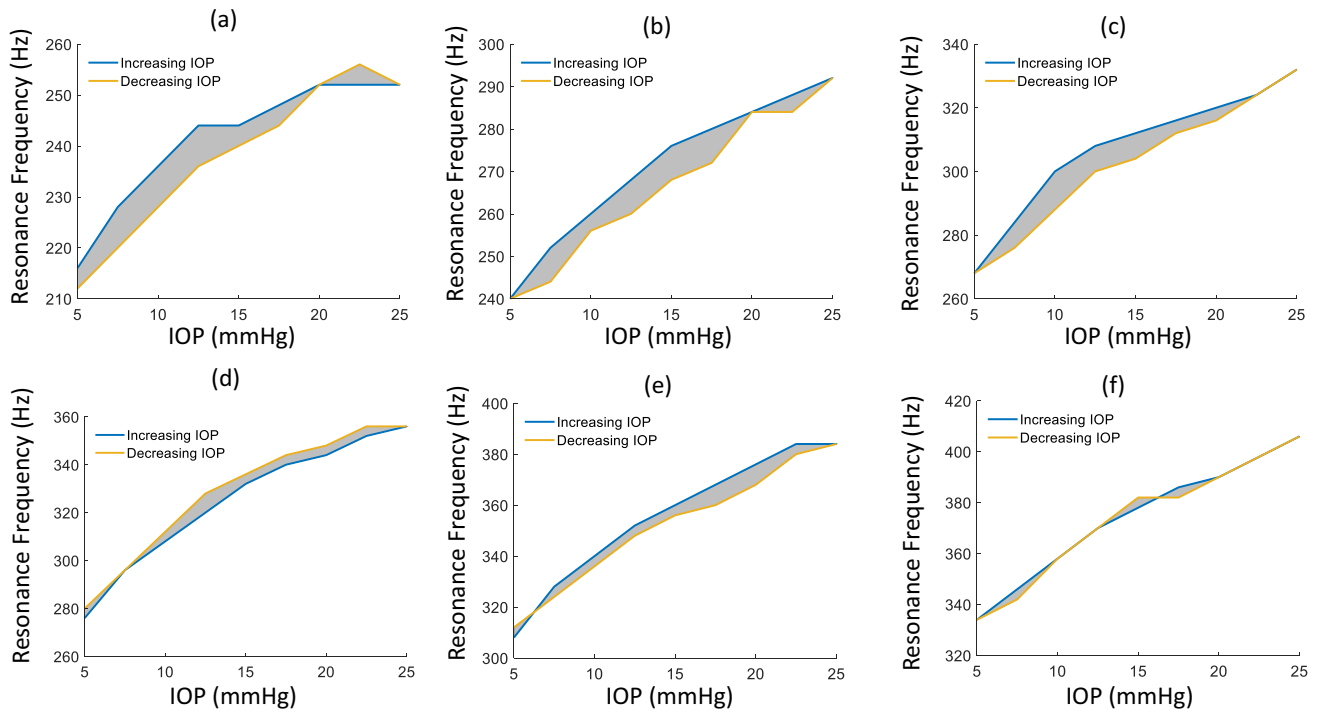 (a)
Resonance Frequency (Hz)
260
250
240
230
220
210
Increasing IOP
Decreasing IOP
5
10
15
20
25
IOP (mmHg)
(b)
Resonance Frequency (Hz)
300
290
280
270
260
250
240
Increasing IOP
Decreasing IOP
5
10
15
20
25
IOP (mmHg)
(c)
Resonance Frequency (Hz)
340
320
300
280
260
Increasing IOP
Decreasing IOP
5
10
15
20
25
IOP (mmHg)
(d)
Resonance Frequency (Hz)
360
340
320
300
280
260
Increasing IOP
Decreasing IOP
5
10
15
20
25
IOP (mmHg)
(e)
Resonance Frequency (Hz)
400
380
360
340
320
300
Increasing IOP
Decreasing IOP
5
10
15
20
25
IOP (mmHg)
(f)
Resonance Frequency (Hz)
420
400
380
360
340
320
Increasing IOP
Decreasing IOP
5
10
15
20
25
IOP (mmHg)